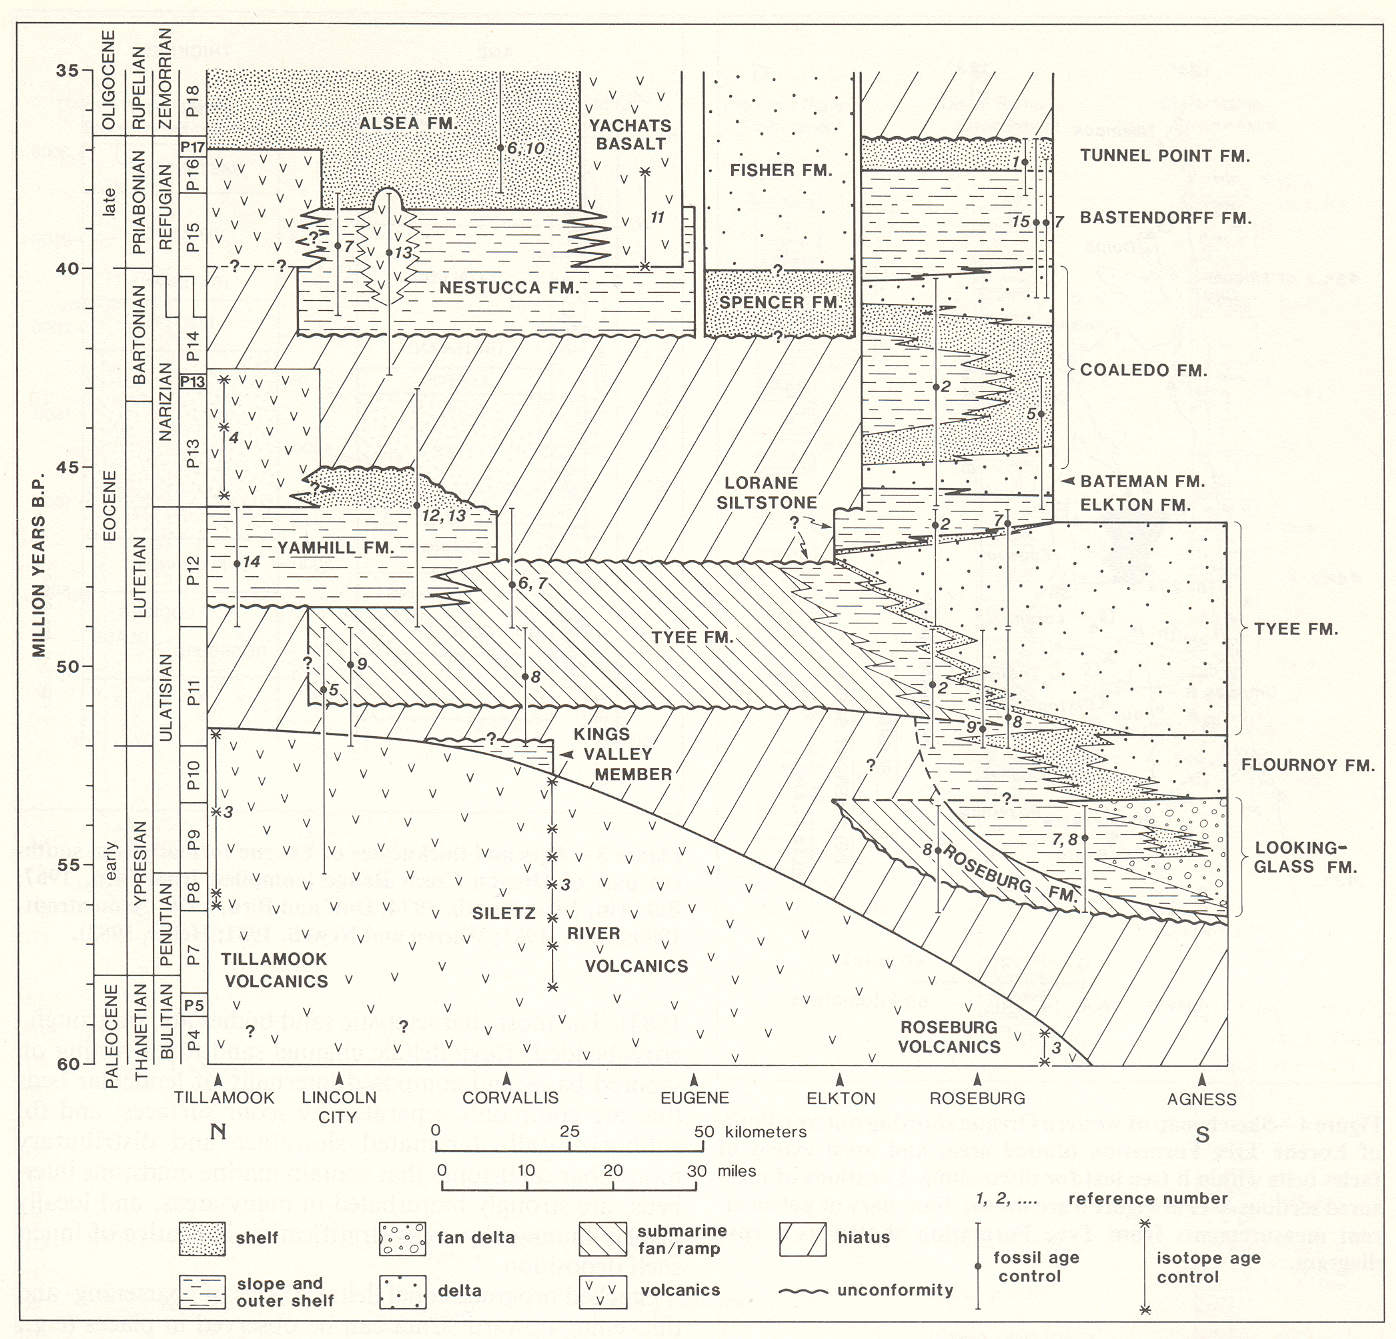 MILLION YEARS B.P.
35
40
45
50
55
60
OLIGOCENE
EOCENE
late
early
PALEOCENE
RUPELIAN
PRIABONIAN
BARTONIAN
LUTETIAN
YPRESIAN
THANETIAN
ZEMORRIAN
REFUGIAN
NARIZIAN
ULATISIAN
PENUTIAN
BULITIAN
P18
P17
P16
P15
P14
P13
P13
P12
P11
P10
P9
P8
P7
P5
P4
ALSEA FM.
6,10
YACHATS
BASALT
11
FISHER FM.
1
TUNNEL POINT FM.
15
7
BASTENDORFF FM.
?
7
13
? ?
NESTUCCA FM.
?
SPENCER FM.
?
COALEDO FM.
2
5
4
LORANE
SILTSTONE
?
BATEMAN FM.
ELKTON FM.
?
12,13
2
7
YAMHILL FM.
14
?
6,7
TYEE FM.
TYEE FM.
?
5
9
8
2
9
8
?
KINGS
VALLEY
MEMBER
?
FLOURNOY FM.
?
3
7,8
8
ROSEBURG FM.
LOOKING-
GLASS FM.
3
SILETZ
RIVER
VOLCANICS
TILLAMOOK
VOLCANICS
? ?
ROSEBURG
VOLCANICS
3
TILLAMOOK
LINCOLN
CITY
CORVALLIS
EUGENE
ELKTON
ROSEBURG
AGNESS
N
S
0 25 50 kilometers
0 10 20 30 miles
1, 2, .... reference number
shelf
fan delta
submarine
fan/ramp
hiatus
fossil age
control
isotope age
control
slope and
outer shelf
delta
volcanics
unconformity